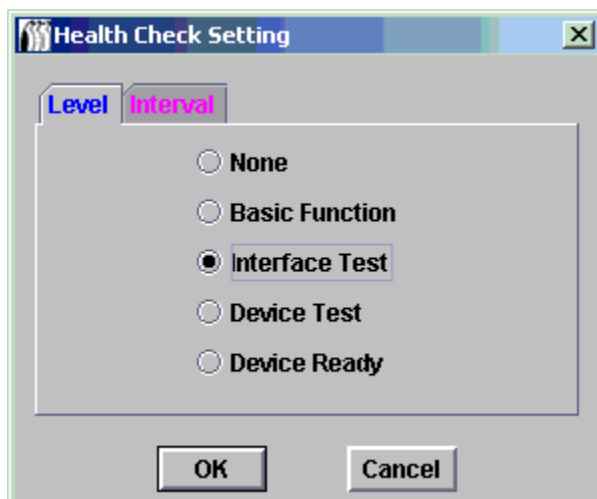 Health Check Setting
Level Interval
None
Basic Function
Interface Test
Device Test
Device Ready
OK Cancel